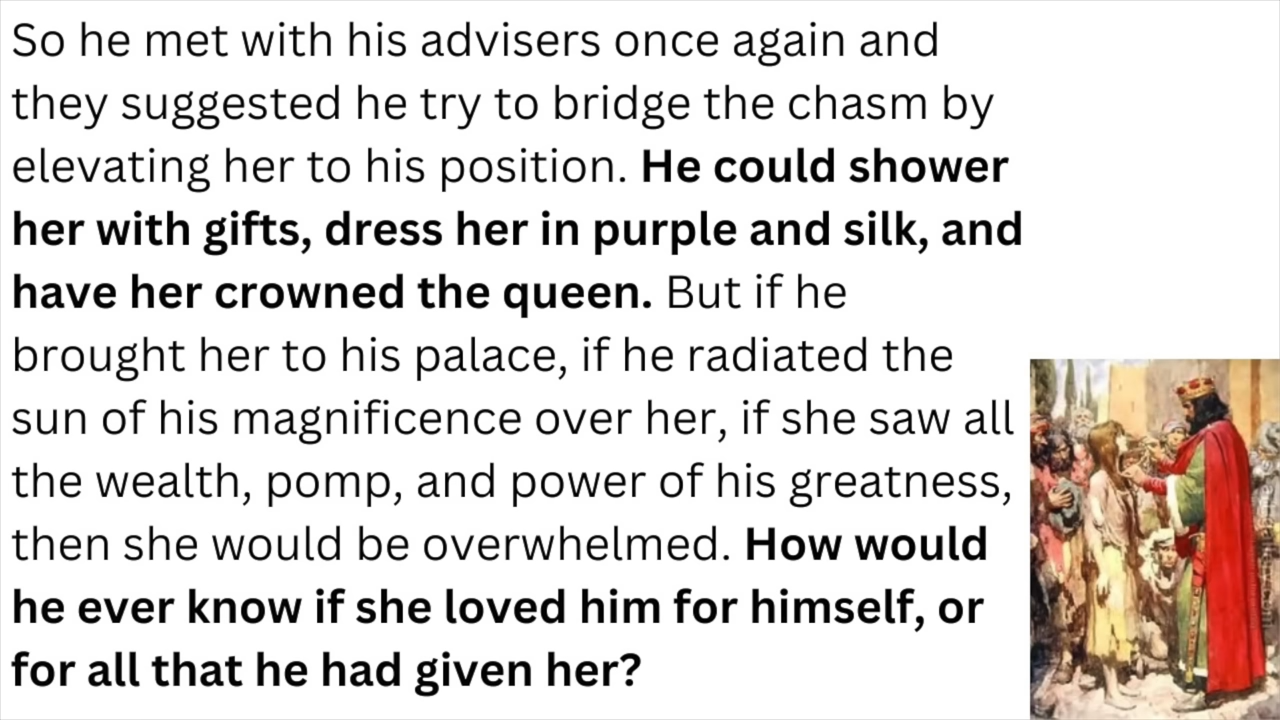 So he met with his advisers once again and
they suggested he try to bridge the chasm by
elevating her to his position. He could shower
her with gifts, dress her in purple and silk, and
have her crowned the queen. But if he
brought her to his palace, if he radiated the
sun of his magnificence over her, if she saw all
the wealth, pomp, and power of his greatness,
then she would be overwhelmed. How would
he ever know if she loved him for himself, or
for all that he had given her?